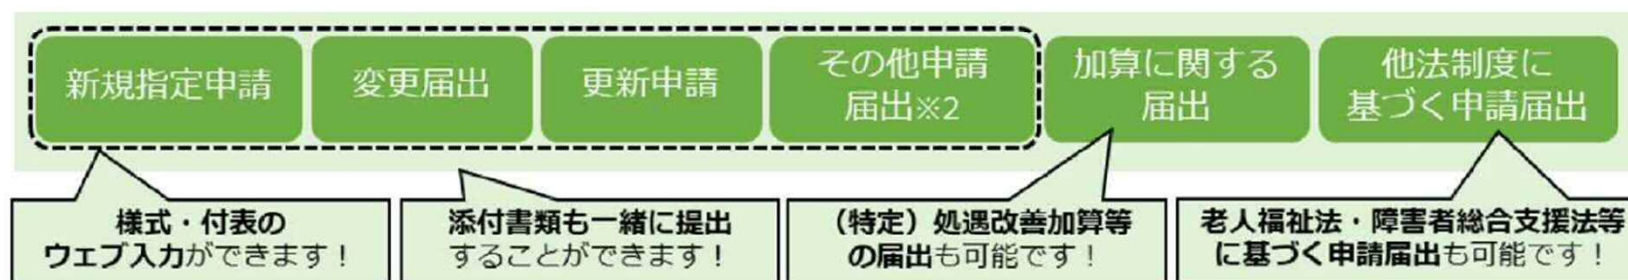 新規指定申請
変更届出
更新申請
その他申請
届出※2
加算に関する
届出
他法制度に
基づく申請届出
様式・付表の
ウェブ入力ができます！
添付書類も一緒に提出
することができます！
（特定）処遇改善加算等
の届出も可能です！
老人福祉法・障害者総合支援法等
に基づく申請届出も可能です！